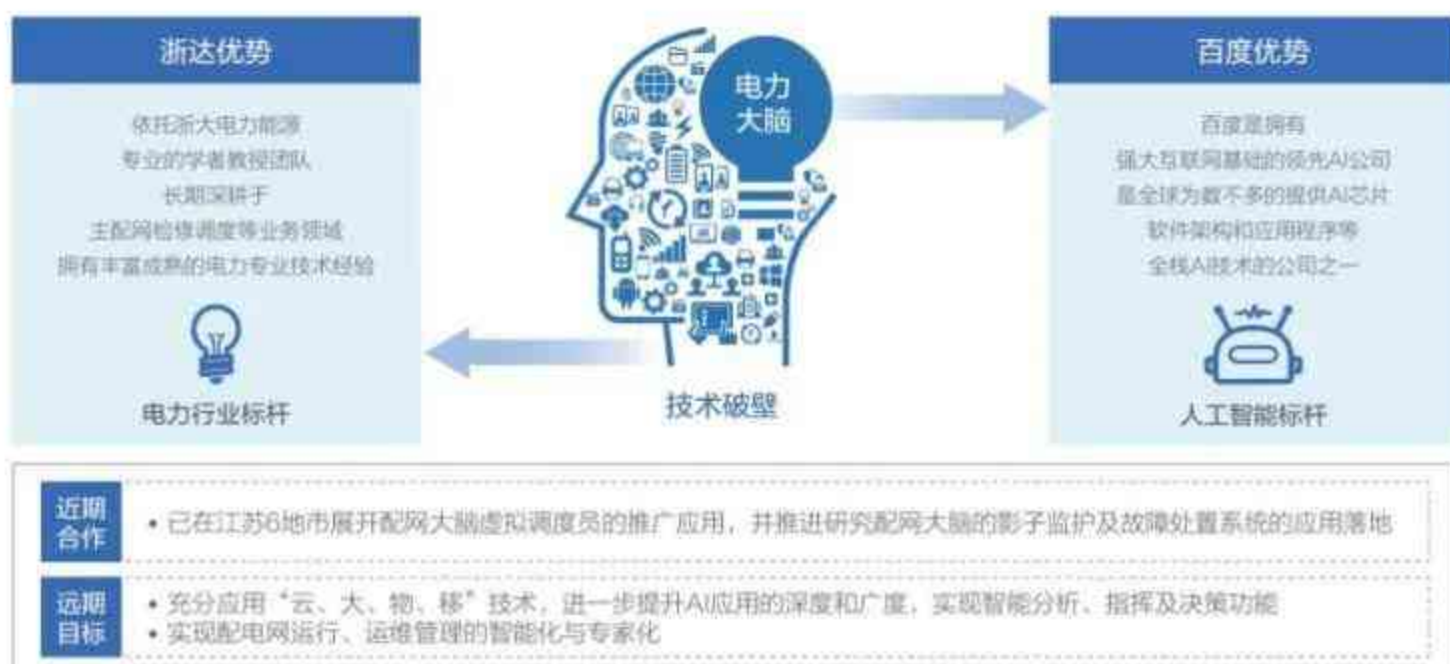 浙达优势
依托浙大电力能源
专业的学者教授团队
长期深耕于
主配网检修调度等业务领域
拥有丰富成熟的电力专业技术经验
电力行业标杆
电力
大脑
技术破壁
百度优势
百度是拥有
强大互联网基础的领先AI公司
是全球为数不多的提供AI芯片
软件架构和应用程序等
全栈AI技术的公司之一
人工智能标杆
近期
合作
• 已在江苏6地市展开配网大脑虚拟调度员的推广应用，并推进研究配网大脑的影子监护及故障处置系统的应用落地
远期
目标
• 充分应用“云、大、物、移”技术，进一步提升AI应用的深度和广度，实现智能分析、指挥及决策功能
• 实现配电网运行、运维管理的智能化与专家化